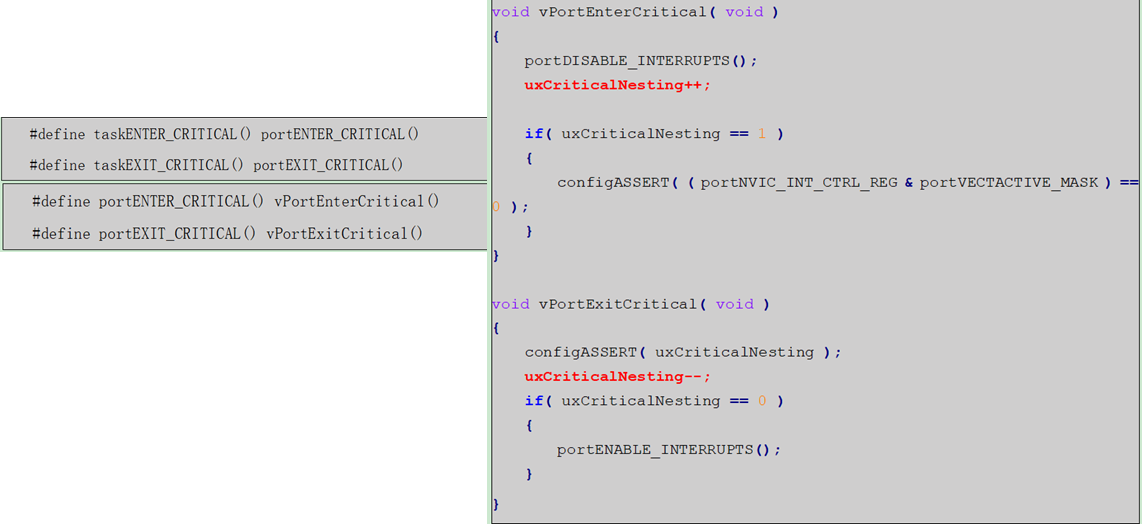 #define taskENTER_CRITICAL() portENTER_CRITICAL()
#define taskEXIT_CRITICAL() portEXIT_CRITICAL()
#define portENTER_CRITICAL() vPortEnterCritical()
#define portEXIT_CRITICAL() vPortExitCritical()
void vPortEnterCritical( void )
{
portDISABLE_INTERRUPTS();
uxCriticalNesting++;
if( uxCriticalNesting == 1 )
{
configASSERT( ( portNVIC_INT_CTRL_REG & portVECTACTIVE_MASK ) ==
0 );
}
}
void vPortExitCritical( void )
{
configASSERT( uxCriticalNesting );
uxCriticalNesting--;
if( uxCriticalNesting == 0 )
{
portENABLE_INTERRUPTS();
}
}